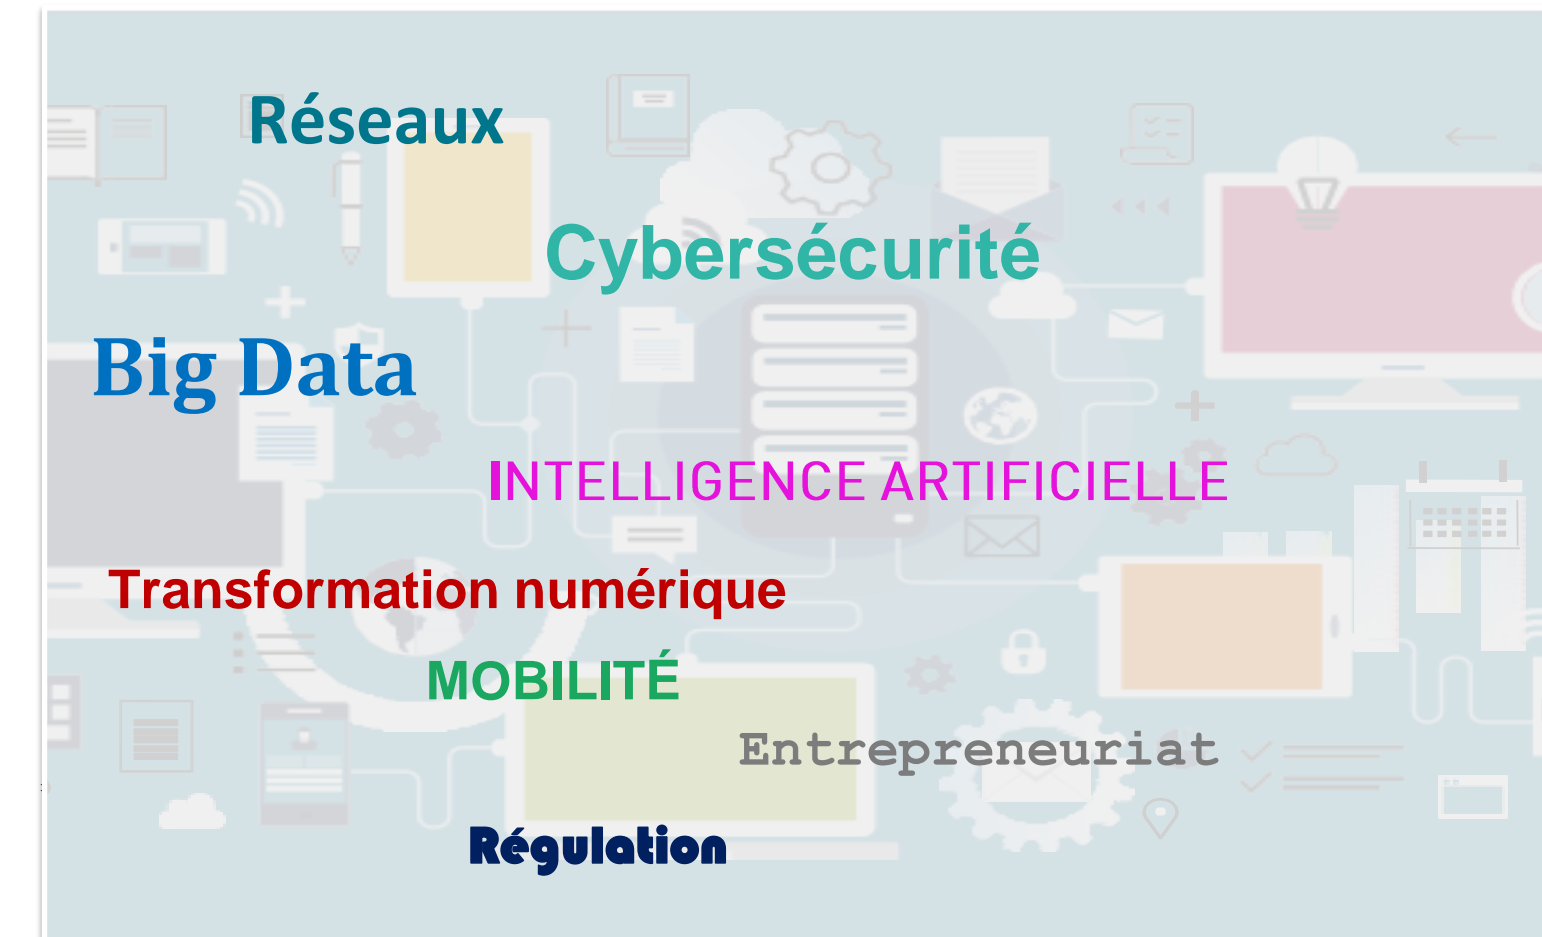 Réseaux
Cybersécurité
Big Data
INTELLIGENCE ARTIFICIELLE
Transformation numérique
MOBILITÉ
Entrepreneuriat
Régulation